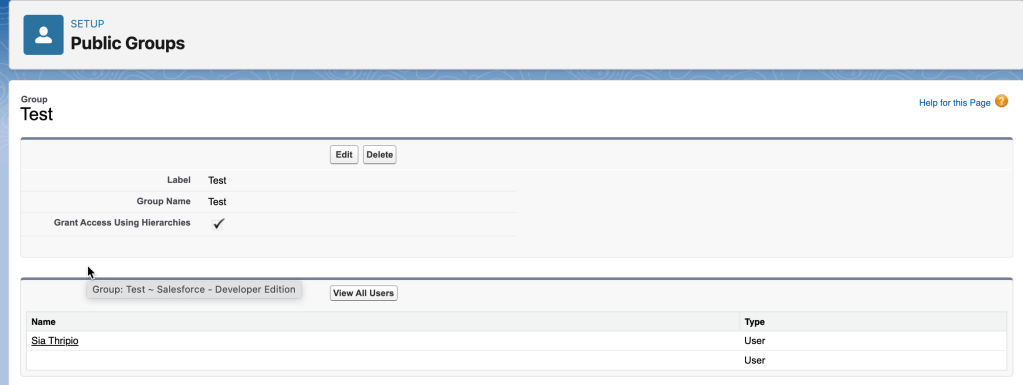 SETUP
Public Groups
Group
Test
Help for this Page ?
Edit Delete
Label Test
Group Name Test
Grant Access Using Hierarchies
Group: Test ~ Salesforce - Developer Edition
View All Users
Name Type
Sia Thripio User
User